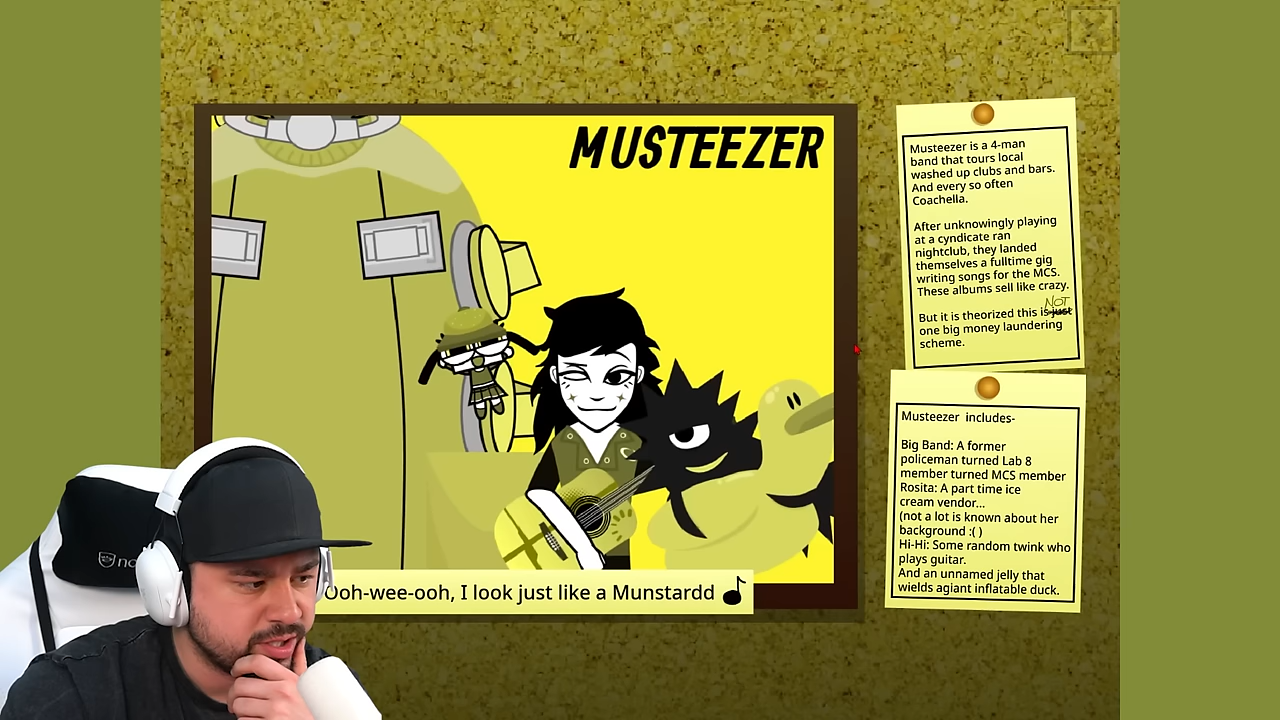 MUSTEEZER
Musteezer is a 4-man
band that tours local
washed up clubs and bars.
And every so often
Coachella.
After unknowingly playing
at a cyndicate ran
nightclub, they landed
themselves a fulltime gig
writing songs for the MCS.
These albums sell like crazy.
NOT
But it is theorized this is just
one big money laundering
scheme.
Musteezer includes-
Big Band: A former
policeman turned Lab 8
member turned MCS member
Rosita: A part time ice
cream vendor...
(not a lot is known about her
background :( )
Hi-Hi: Some random twink who
plays guitar.
And an unnamed jelly that
wields agiant inflatable duck.
Ooh-wee-ooh, I look just like a Munstardd